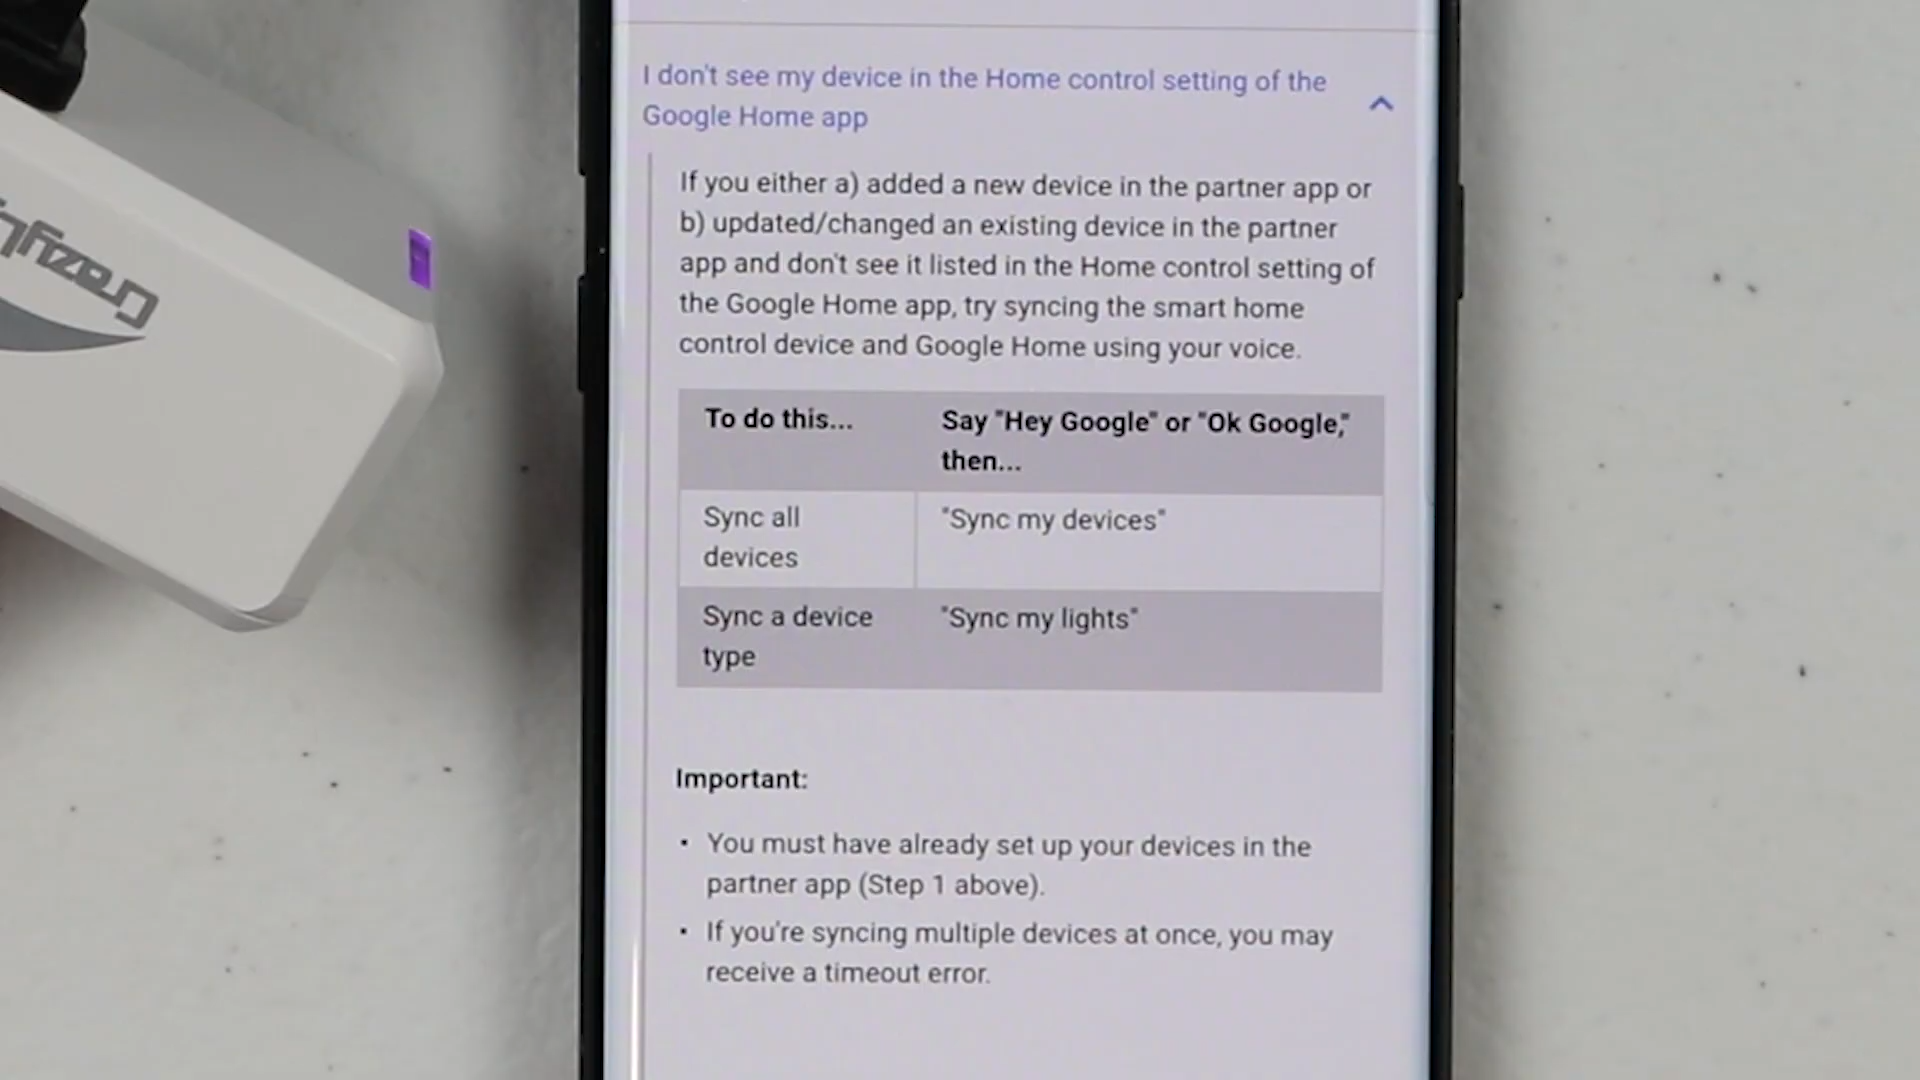 I don't see my device in the Home control setting of the
Google Home app
If you either a) added a new device in the partner app or
b) updated/changed an existing device in the partner
app and don't see it listed in the Home control setting of
the Google Home app, try syncing the smart home
control device and Google Home using your voice.
To do this...
Say "Hey Google" or "Ok Google,"
then...
Sync all
devices
"Sync my devices"
Sync a device
type
"Sync my lights"
Important:
• You must have already set up your devices in the
partner app (Step 1 above).
• If you're syncing multiple devices at once, you may
receive a timeout error.